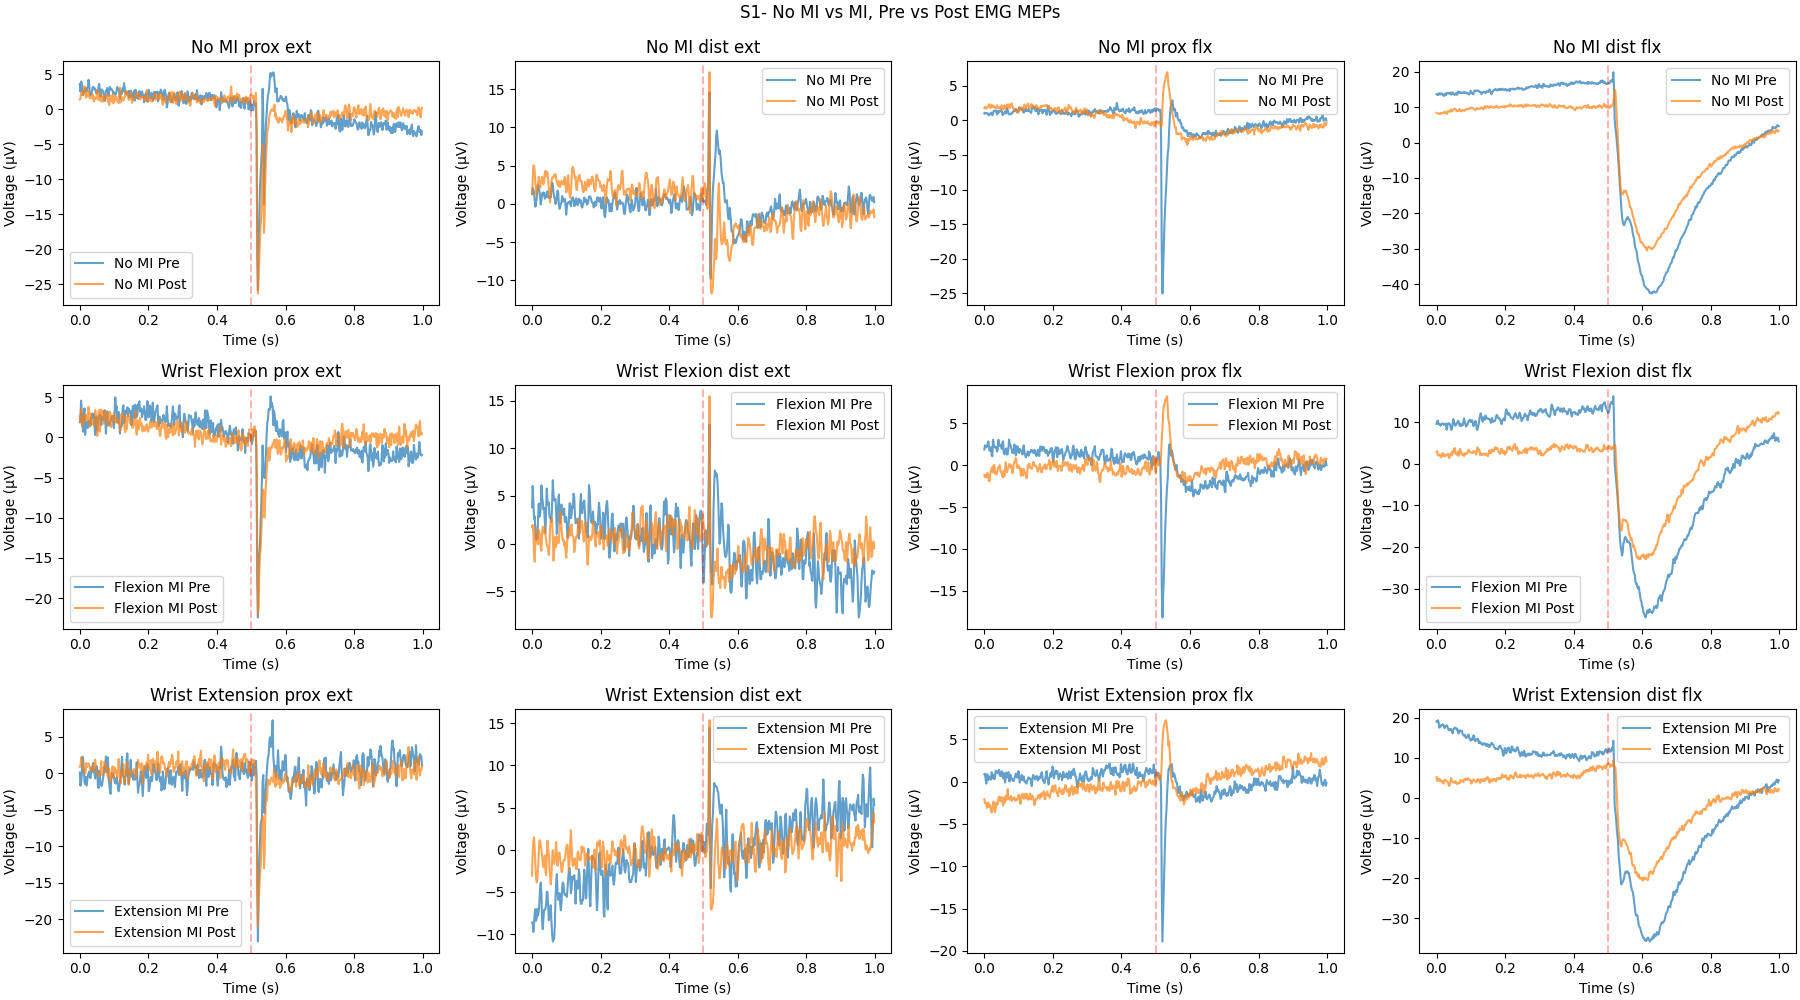 S1- No MI vs MI, Pre vs Post EMG MEPs
No MI prox ext
Voltage (μV)
5
0
−5
−10
−15
−20
−25
No MI Pre
No MI Post
0.0 0.2 0.4 0.6 0.8 1.0
Time (s)
No MI dist ext
Voltage (μV)
15
10
5
0
−5
−10
No MI Pre
No MI Post
0.0 0.2 0.4 0.6 0.8 1.0
Time (s)
No MI prox flx
Voltage (μV)
5
0
−5
−10
−15
−20
−25
No MI Pre
No MI Post
0.0 0.2 0.4 0.6 0.8 1.0
Time (s)
No MI dist flx
Voltage (μV)
20
10
0
−10
−20
−30
−40
No MI Pre
No MI Post
0.0 0.2 0.4 0.6 0.8 1.0
Time (s)
Wrist Flexion prox ext
Voltage (μV)
5
0
−5
−10
−15
−20
Flexion MI Pre
Flexion MI Post
0.0 0.2 0.4 0.6 0.8 1.0
Time (s)
Wrist Flexion dist ext
Voltage (μV)
15
10
5
0
−5
Flexion MI Pre
Flexion MI Post
0.0 0.2 0.4 0.6 0.8 1.0
Time (s)
Wrist Flexion prox flx
Voltage (μV)
5
0
−5
−10
−15
Flexion MI Pre
Flexion MI Post
0.0 0.2 0.4 0.6 0.8 1.0
Time (s)
Wrist Flexion dist flx
Voltage (μV)
10
0
−10
−20
−30
Flexion MI Pre
Flexion MI Post
0.0 0.2 0.4 0.6 0.8 1.0
Time (s)
Wrist Extension prox ext
Voltage (μV)
5
0
−5
−10
−15
−20
Extension MI Pre
Extension MI Post
0.0 0.2 0.4 0.6 0.8 1.0
Time (s)
Wrist Extension dist ext
Voltage (μV)
15
10
5
0
−5
−10
Extension MI Pre
Extension MI Post
0.0 0.2 0.4 0.6 0.8 1.0
Time (s)
Wrist Extension prox flx
Voltage (μV)
5
0
−5
−10
−15
−20
Extension MI Pre
Extension MI Post
0.0 0.2 0.4 0.6 0.8 1.0
Time (s)
Wrist Extension dist flx
Voltage (μV)
20
10
0
−10
−20
−30
Extension MI Pre
Extension MI Post
0.0 0.2 0.4 0.6 0.8 1.0
Time (s)